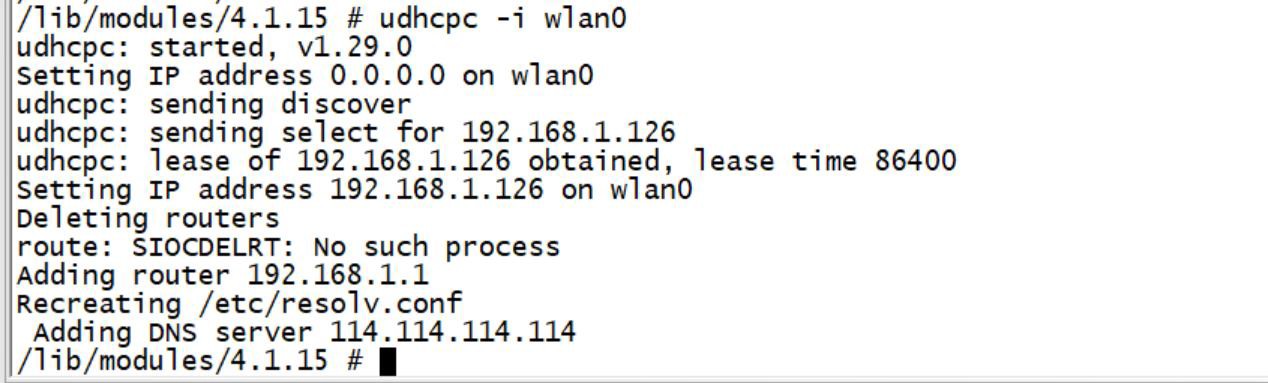 /lib/modules/4.1.15 # udhcpc -i wlan0
udhcpc: started, v1.29.0
Setting IP address 0.0.0.0 on wlan0
udhcpc: sending discover
udhcpc: sending select for 192.168.1.126
udhcpc: lease of 192.168.1.126 obtained, lease time 86400
Setting IP address 192.168.1.126 on wlan0
Deleting routers
route: SIOCDELRT: No such process
Adding router 192.168.1.1
Recreating /etc/resolv.conf
 Adding DNS server 114.114.114.114
/lib/modules/4.1.15 #